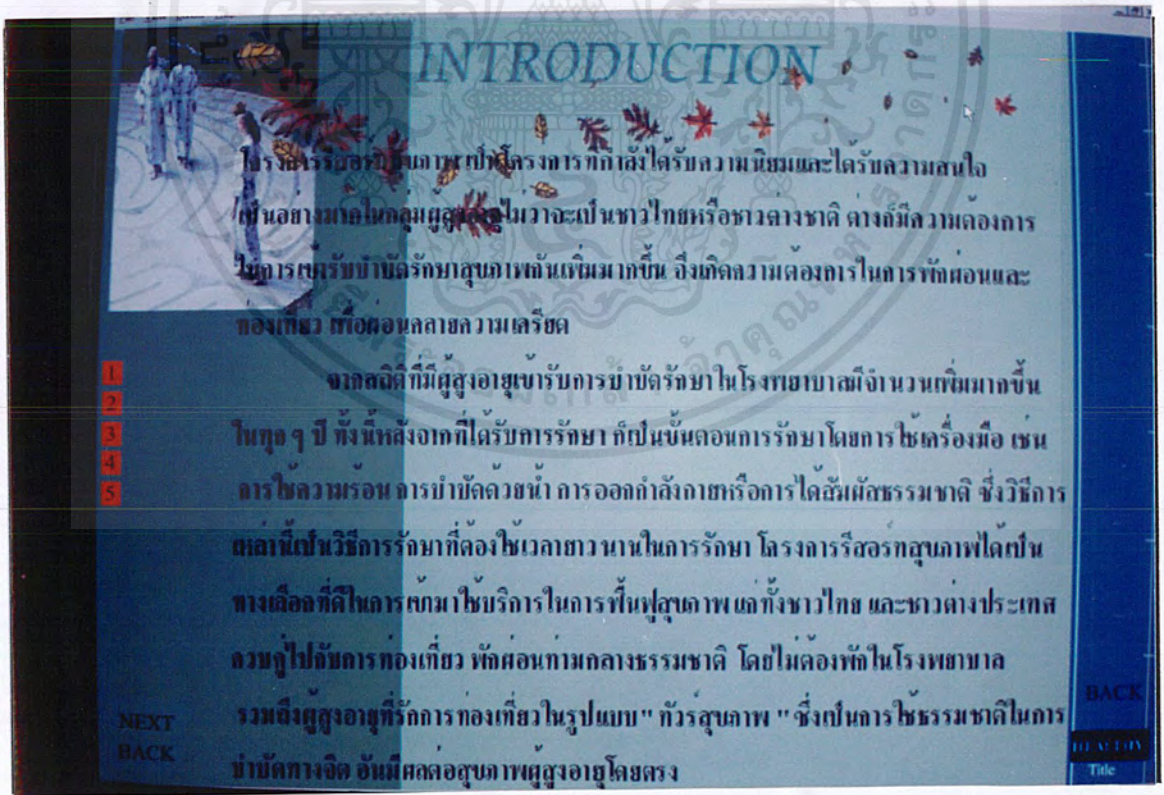 INTRODUCTION
โครงการรีสอร์ทสุขภาพ เป็นโครงการที่กำลังได้รับความนิยมและได้รับความสนใจ
เป็นอย่างมากในกลุ่มผู้สูงอายุไม่ว่าจะเป็นชาวไทยหรือชาวต่างชาติ ต่างก็มีความต้องการ
ในการเข้ารับบำบัดรักษาสุขภาพกันเพิ่มมากขึ้น จึงเกิดความต้องการในการพักผ่อนและ
ท่องเที่ยว เพื่อผ่อนคลายความเครียด
จากสถิติที่มีผู้สูงอายุเข้ารับการบำบัดรักษาในโรงพยาบาลมีจำนวนเพิ่มมากขึ้น
ในทุก ๆ ปี ทั้งนี้หลังจากที่ได้รับการรักษา ก็เป็นขั้นตอนการรักษาโดยการใช้เครื่องมือ เช่น
การใช้ความร้อน การบำบัดด้วยน้ำ การออกกำลังกายหรือการได้สัมผัสธรรมชาติ ซึ่งวิธีการ
เหล่านี้เป็นวิธีการรักษาที่ต้องใช้เวลายาวนานในการรักษา โครงการรีสอร์ทสุขภาพได้เป็น
ทางเลือกที่ดีในการเข้ามาใช้บริการในการฟื้นฟูสุขภาพ แก่ทั้งชาวไทย และชาวต่างประเทศ
ควบคู่ไปกับการท่องเที่ยว พักผ่อนท่ามกลางธรรมชาติ โดยไม่ต้องพักในโรงพยาบาล
รวมถึงผู้สูงอายุที่รักการท่องเที่ยวในรูปแบบ " ทัวร์สุขภาพ " ซึ่งเป็นการใช้ธรรมชาติในการ
บำบัดทางจิต อันมีผลต่อสุขภาพผู้สูงอายุโดยตรง
1
2
3
4
5
NEXT
BACK
BACK
Title